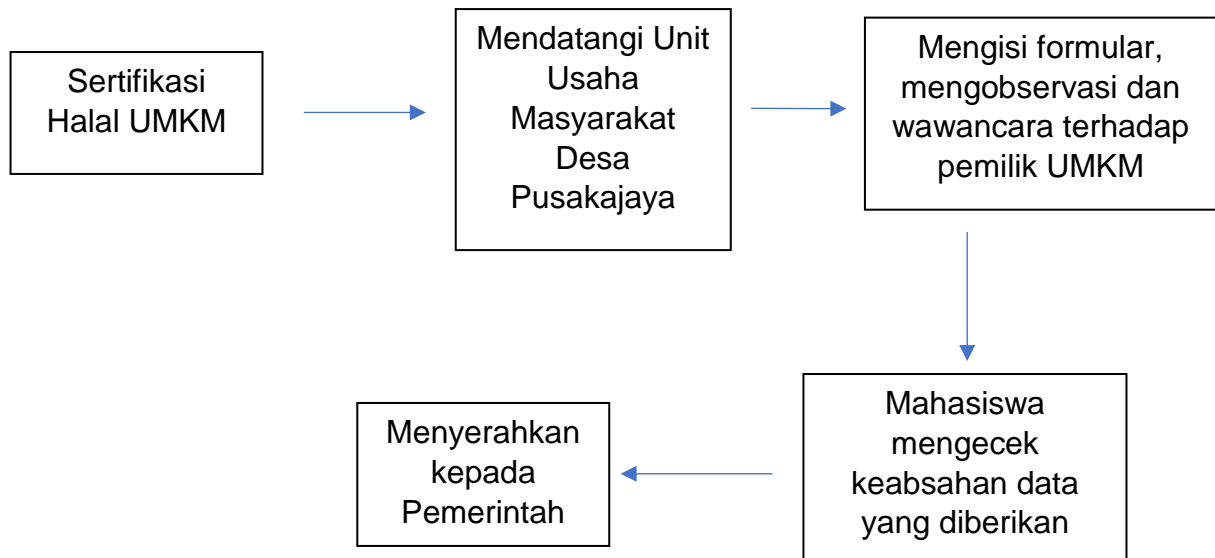 Sertifikasi
Halal UMKM
Mendatangi Unit
Usaha
Masyarakat
Desa
Pusakajaya
Mengisi formular,
mengobservasi dan
wawancara terhadap
pemilik UMKM
Mahasiswa
mengecek
keabsahan data
yang diberikan
Menyerahkan
kepada
Pemerintah